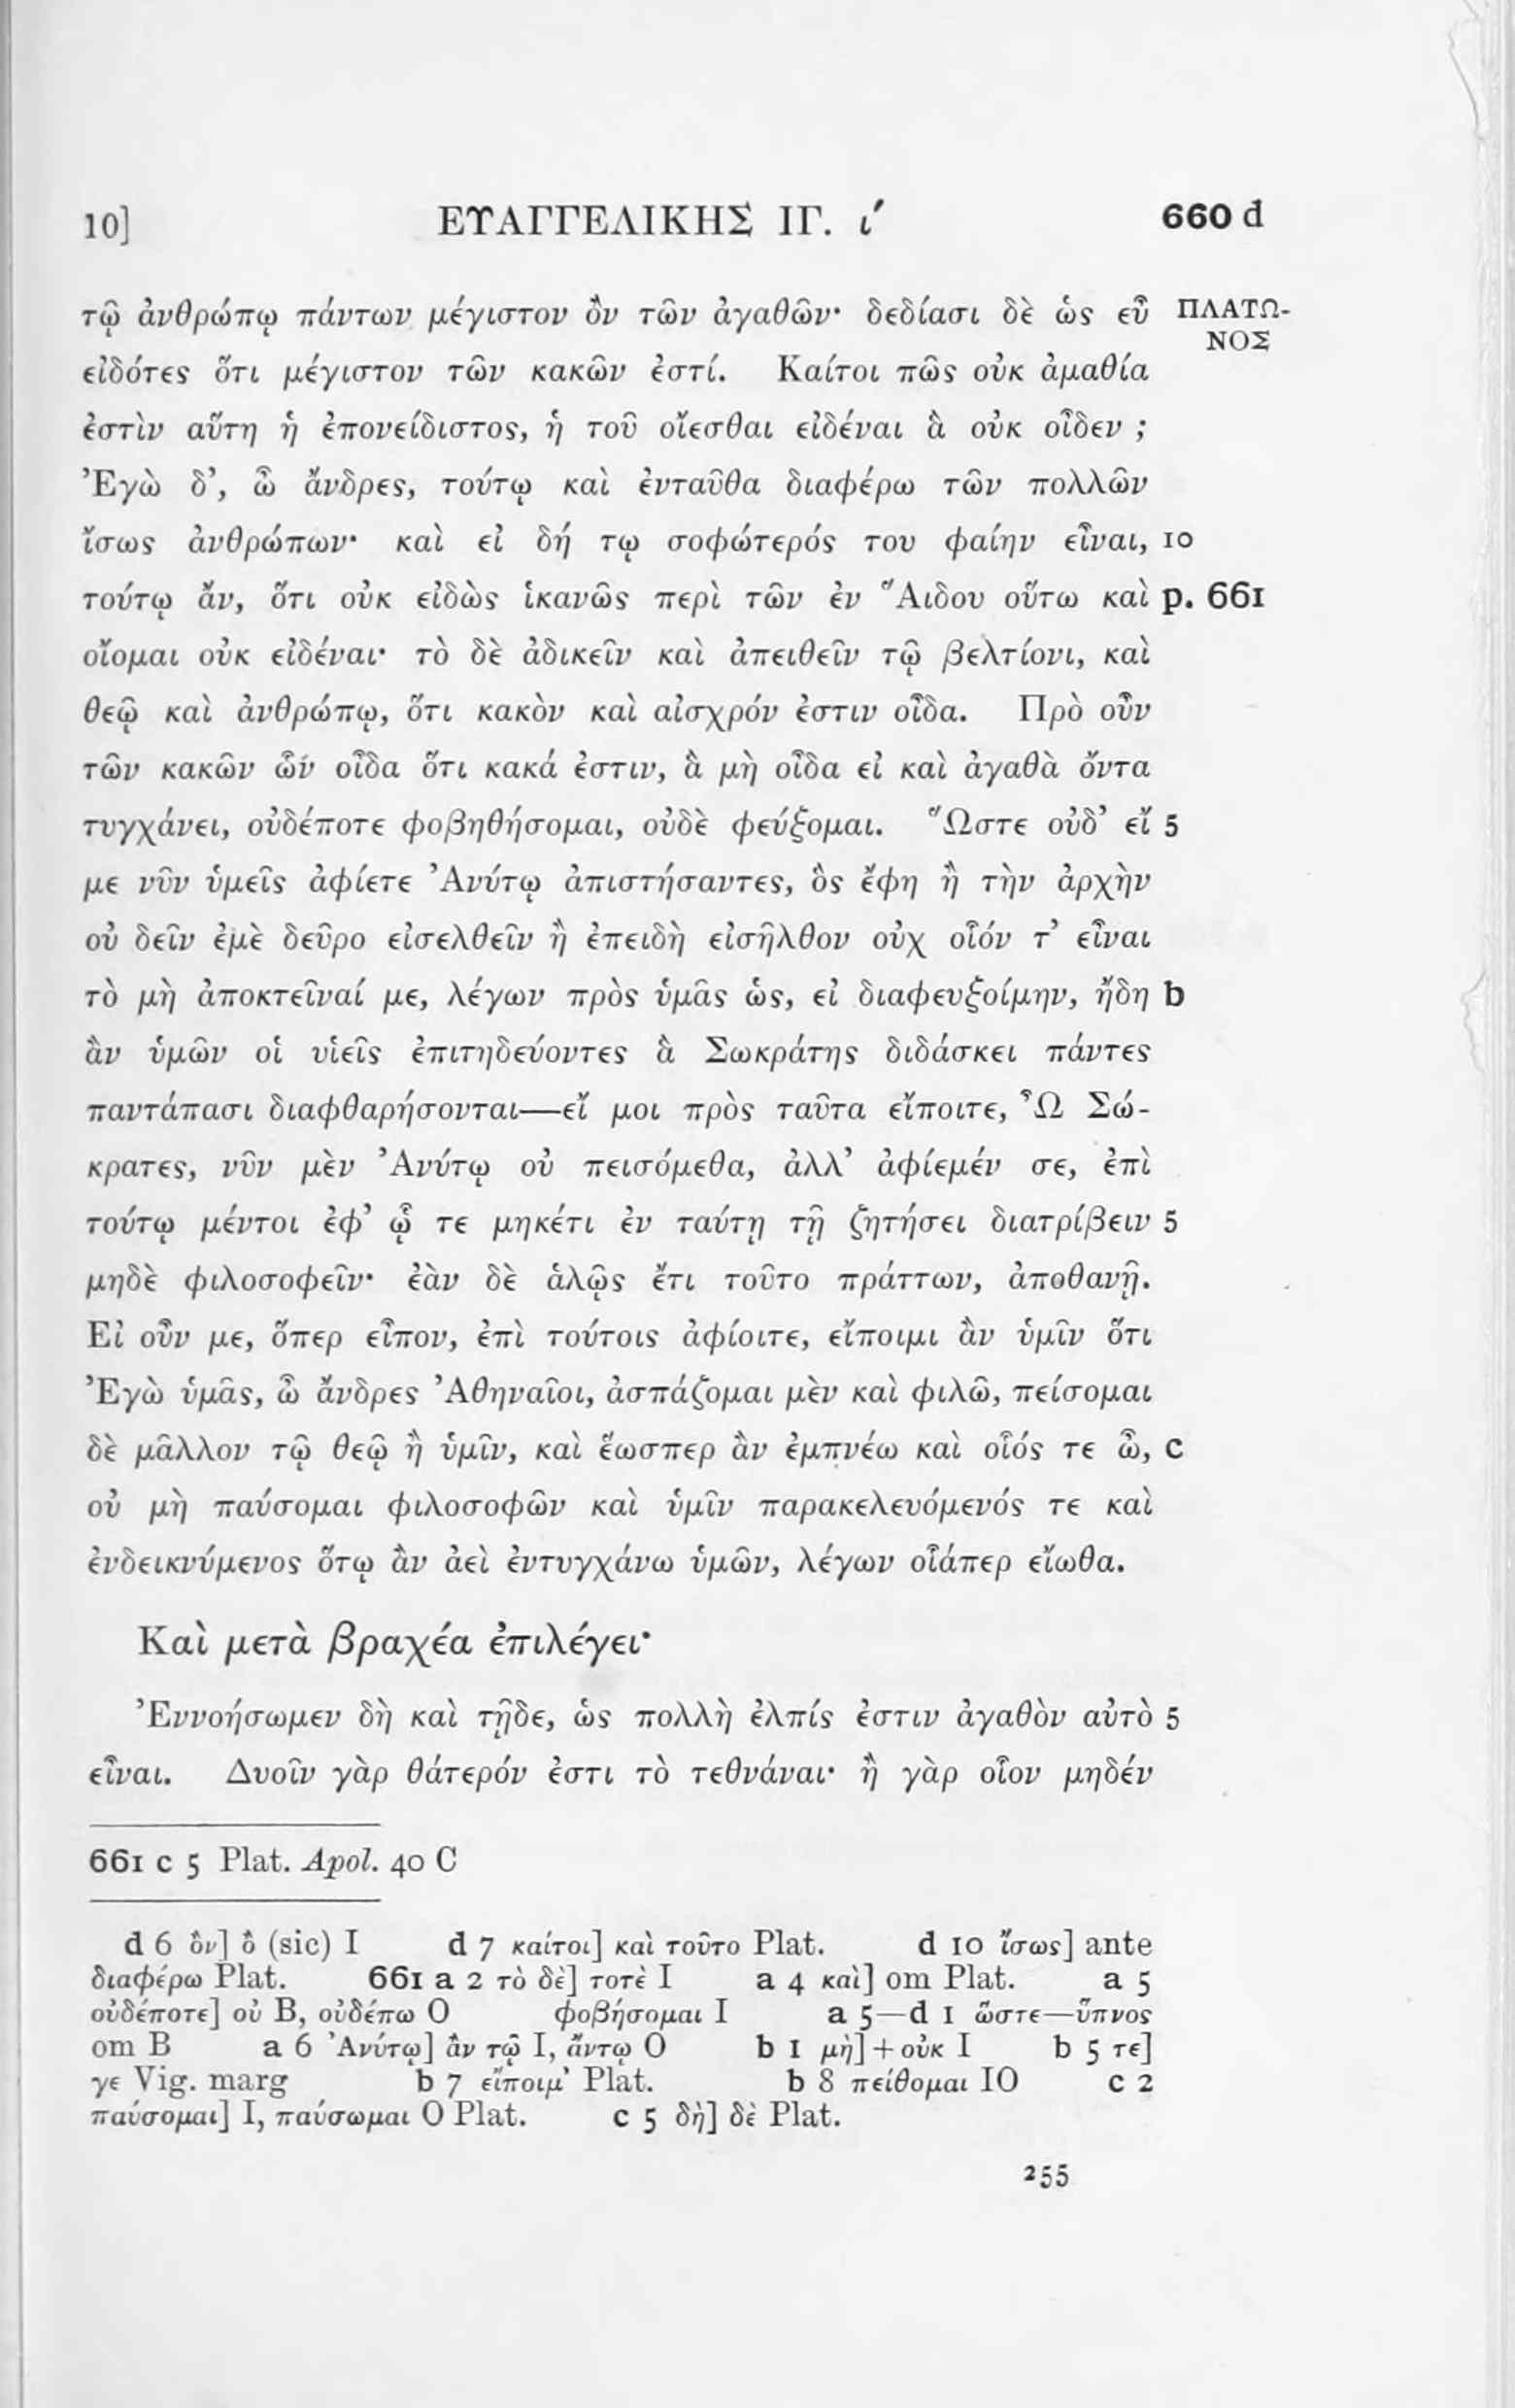 10] ΕΥΑΓΓΕΛΙΚΗΣ ΙΓ. ι′ 660 d
τῷ ἀνθρώπῳ πάντων μέγιστον ὂν τῶν ἀγαθῶν· δεδίασι δὲ ὡς εὖ ΠΛΑΤΩ-
ΝΟΣ
εἰδότες ὅτι μέγιστον τῶν κακῶν ἐστί. Καίτοι πῶς οὐκ ἀμαθία
ἐστὶν αὕτη ἡ ἐπονείδιστος, ἡ τοῦ οἴεσθαι εἰδέναι ἃ οὐκ οἶδεν ;
Ἐγὼ δ’, ὦ ἄνδρες, τούτῳ καὶ ἐνταῦθα διαφέρω τῶν πολλῶν
ἴσως ἀνθρώπων· καὶ εἰ δή τῳ σοφώτερός του φαίην εἶναι, 10
τούτῳ ἄν, ὅτι οὐκ εἰδὼς ἱκανῶς περὶ τῶν ἐν Ἅιδου οὕτω καὶ p. 661
οἴομαι οὐκ εἰδέναι· τὸ δὲ ἀδικεῖν καὶ ἀπειθεῖν τῷ βελτίονι, καὶ
θεῷ καὶ ἀνθρώπῳ, ὅτι κακὸν καὶ αἰσχρόν ἐστιν οἶδα. Πρὸ οὖν
τῶν κακῶν ὧν οἶδα ὅτι κακά ἐστιν, ἃ μὴ οἶδα εἰ καὶ ἀγαθὰ ὄντα
τυγχάνει, οὐδέποτε φοβηθήσομαι, οὐδὲ φεύξομαι. Ὥστε οὐδ’ εἴ 5
με νῦν ὑμεῖς ἀφίετε Ἀνύτῳ ἀπιστήσαντες, ὃς ἔφη ἢ τὴν ἀρχὴν
οὐ δεῖν ἐμὲ δεῦρο εἰσελθεῖν ἢ ἐπειδὴ εἰσῆλθον οὐχ οἷόν τ’ εἶναι
τὸ μὴ ἀποκτεῖναί με, λέγων πρὸς ὑμᾶς ὡς, εἰ διαφευξοίμην, ἤδη b
ἂν ὑμῶν οἱ υἱεῖς ἐπιτηδεύοντες ἃ Σωκράτης διδάσκει πάντες
παντάπασι διαφθαρήσονται—εἴ μοι πρὸς ταῦτα εἴποιτε, Ὦ Σώ-
κρατες, νῦν μὲν Ἀνύτῳ οὐ πεισόμεθα, ἀλλ’ ἀφίεμέν σε, ἐπὶ
τούτῳ μέντοι ἐφ’ ᾧ τε μηκέτι ἐν ταύτῃ τῇ ζητήσει διατρίβειν 5
μηδὲ φιλοσοφεῖν· ἐὰν δὲ ἁλῷς ἔτι τοῦτο πράττων, ἀποθανῇ.
Εἰ οὖν με, ὅπερ εἶπον, ἐπὶ τούτοις ἀφίοιτε, εἴποιμι ἂν ὑμῖν ὅτι
Ἐγὼ ὑμᾶς, ὦ ἄνδρες Ἀθηναῖοι, ἀσπάζομαι μὲν καὶ φιλῶ, πείσομαι
δὲ μᾶλλον τῷ θεῷ ἢ ὑμῖν, καὶ ἕωσπερ ἂν ἐμπνέω καὶ οἷός τε ὦ, c
οὐ μὴ παύσομαι φιλοσοφῶν καὶ ὑμῖν παρακελευόμενός τε καὶ
ἐνδεικνύμενος ὅτῳ ἂν ἀεὶ ἐντυγχάνω ὑμῶν, λέγων οἷάπερ εἴωθα.
Καὶ μετὰ βραχέα ἐπιλέγει·
Ἐννοήσωμεν δὴ καὶ τῇδε, ὡς πολλὴ ἐλπίς ἐστιν ἀγαθὸν αὐτὸ 5
εἶναι. Δυοῖν γὰρ θάτερόν ἐστι τὸ τεθνάναι· ἢ γὰρ οἷον μηδέν
661 c 5 Plat. Apol. 40 C
d 6 ὂν] ὃ (sic) I d 7 καίτοι] καὶ τοῦτο Plat. d 10 ἴσως] ante
διαφέρω Plat. 661 a 2 τὸ δὲ] τοτὲ I a 4 καὶ] om Plat. a 5
οὐδέποτε] οὐ B, οὐδέπω O φοβήσομαι I a 5—d 1 ὥστε—ὕπνος
om B a 6 Ἀνύτῳ] ἂν τῷ I, ἄντῳ O b 1 μὴ] + οὐκ I b 5 τε]
γε Vig. marg b 7 εἴποιμ’ Plat. b 8 πείθομαι IO c 2
παύσομαι] I, παύσωμαι O Plat. c 5 δὴ] δὲ Plat.
255